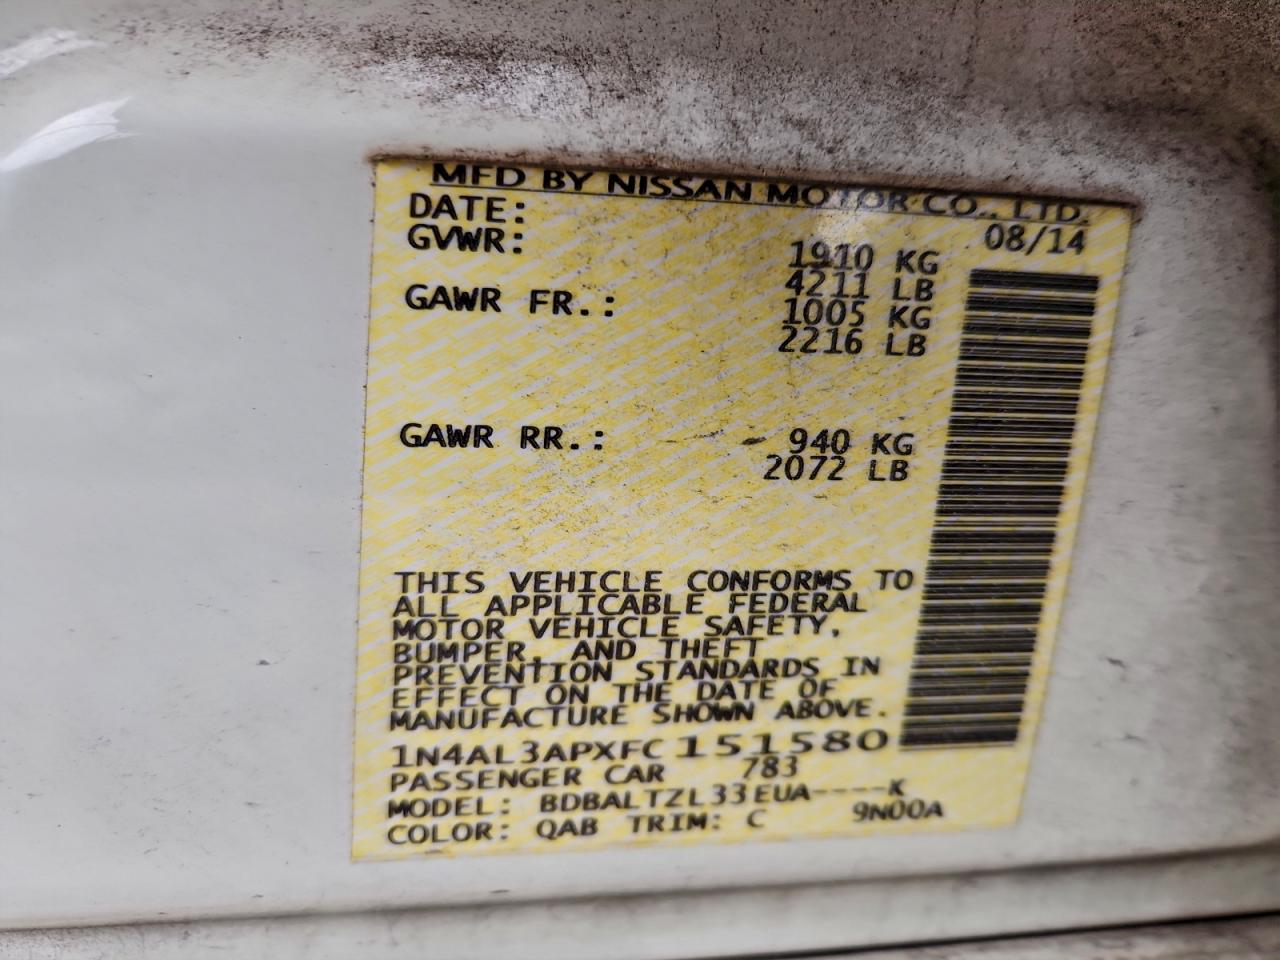 MFD BY NISSAN MOTOR CO., LTD.
DATE: 08/14
GVWR: 1910 KG
4211 LB
GAWR FR.: 1005 KG
2216 LB
GAWR RR.: 940 KG
2072 LB
THIS VEHICLE CONFORMS TO
ALL APPLICABLE FEDERAL
MOTOR VEHICLE SAFETY,
BUMPER, AND THEFT
PREVENTION STANDARDS IN
EFFECT ON THE DATE OF
MANUFACTURE SHOWN ABOVE.
1N4AL3APXFC151580
PASSENGER CAR 783
MODEL: BDBALTZL33EUA----K
COLOR: QAB TRIM: C 9N00A